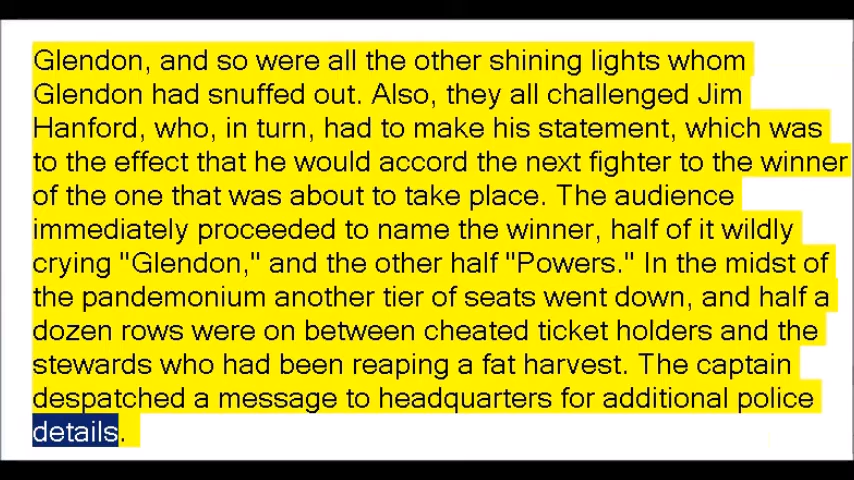 Glendon, and so were all the other shining lights whom
Glendon had snuffed out. Also, they all challenged Jim
Hanford, who, in turn, had to make his statement, which was
to the effect that he would accord the next fighter to the winner
of the one that was about to take place. The audience
immediately proceeded to name the winner, half of it wildly
crying "Glendon," and the other half "Powers." In the midst of
the pandemonium another tier of seats went down, and half a
dozen rows were on between cheated ticket holders and the
stewards who had been reaping a fat harvest. The captain
despatched a message to headquarters for additional police
details.